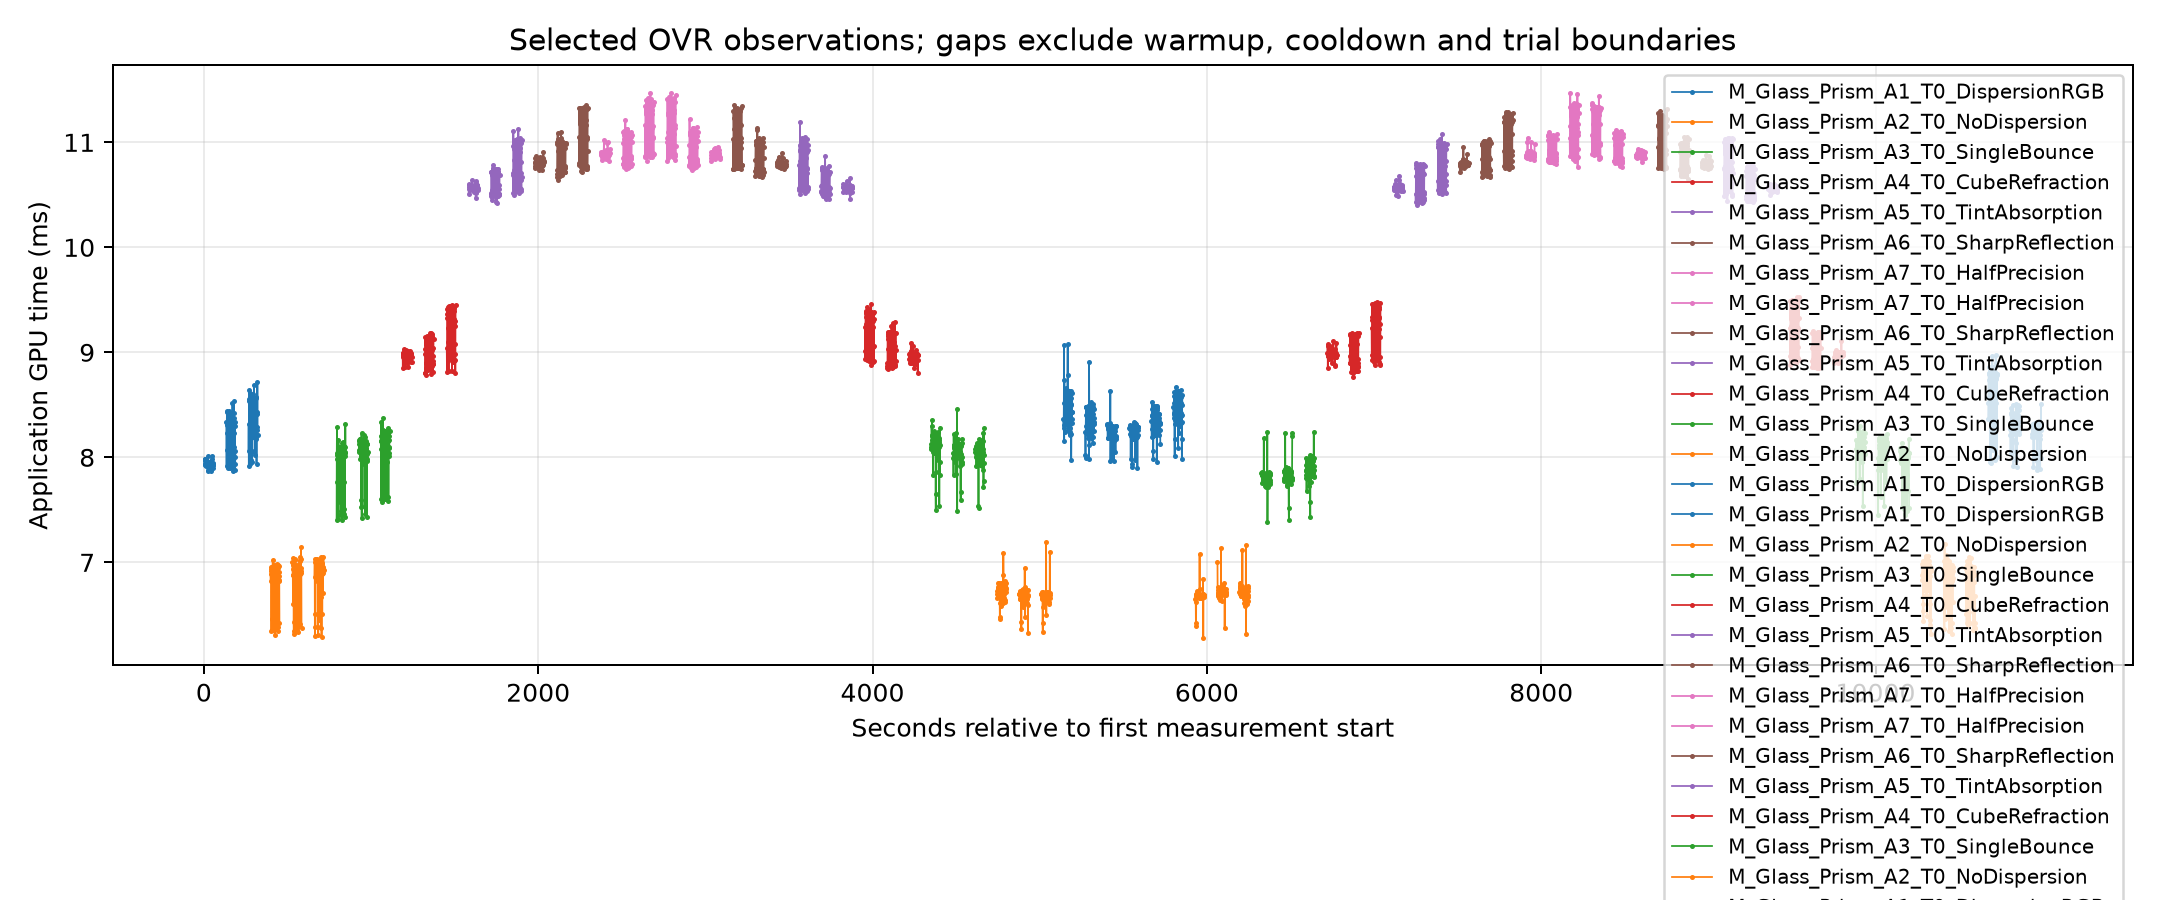 Selected OVR observations; gaps exclude warmup, cooldown and trial boundaries
Application GPU time (ms)
11
10
9
8
7
0
2000
4000
6000
8000
10000
Seconds relative to first measurement start
M_Glass_Prism_A1_T0_DispersionRGB
M_Glass_Prism_A2_T0_NoDispersion
M_Glass_Prism_A3_T0_SingleBounce
M_Glass_Prism_A4_T0_CubeRefraction
M_Glass_Prism_A5_T0_TintAbsorption
M_Glass_Prism_A6_T0_SharpReflection
M_Glass_Prism_A7_T0_HalfPrecision
M_Glass_Prism_A7_T0_HalfPrecision
M_Glass_Prism_A6_T0_SharpReflection
M_Glass_Prism_A5_T0_TintAbsorption
M_Glass_Prism_A4_T0_CubeRefraction
M_Glass_Prism_A3_T0_SingleBounce
M_Glass_Prism_A2_T0_NoDispersion
M_Glass_Prism_A1_T0_DispersionRGB
M_Glass_Prism_A1_T0_DispersionRGB
M_Glass_Prism_A2_T0_NoDispersion
M_Glass_Prism_A3_T0_SingleBounce
M_Glass_Prism_A4_T0_CubeRefraction
M_Glass_Prism_A5_T0_TintAbsorption
M_Glass_Prism_A6_T0_SharpReflection
M_Glass_Prism_A7_T0_HalfPrecision
M_Glass_Prism_A7_T0_HalfPrecision
M_Glass_Prism_A6_T0_SharpReflection
M_Glass_Prism_A5_T0_TintAbsorption
M_Glass_Prism_A4_T0_CubeRefraction
M_Glass_Prism_A3_T0_SingleBounce
M_Glass_Prism_A2_T0_NoDispersion